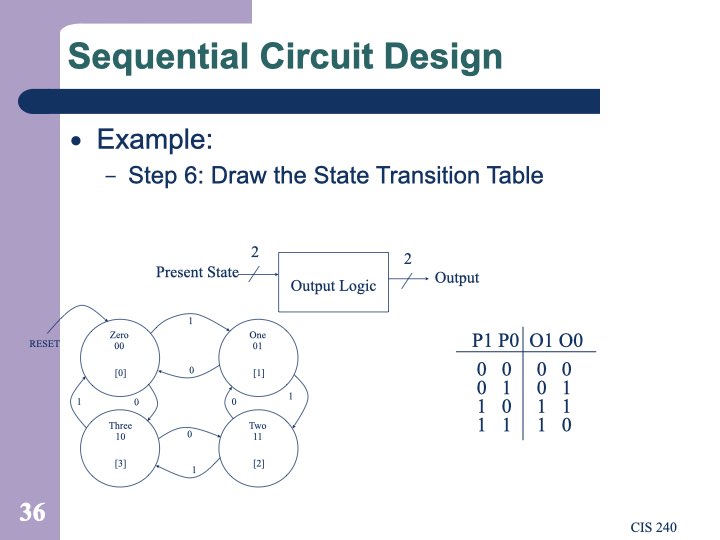 Sequential Circuit Design
• Example:
– Step 6: Draw the State Transition Table
2
2
Present State
Output Logic
Output
RESET
Zero
00
[0]
1
One
01
[1]
0
1
0
0
1
Three
10
[3]
0
1
Two
11
[2]
P1 P0 O1 O0
0 0 0 0
0 1 0 1
1 0 1 1
1 1 1 0
36
CIS 240